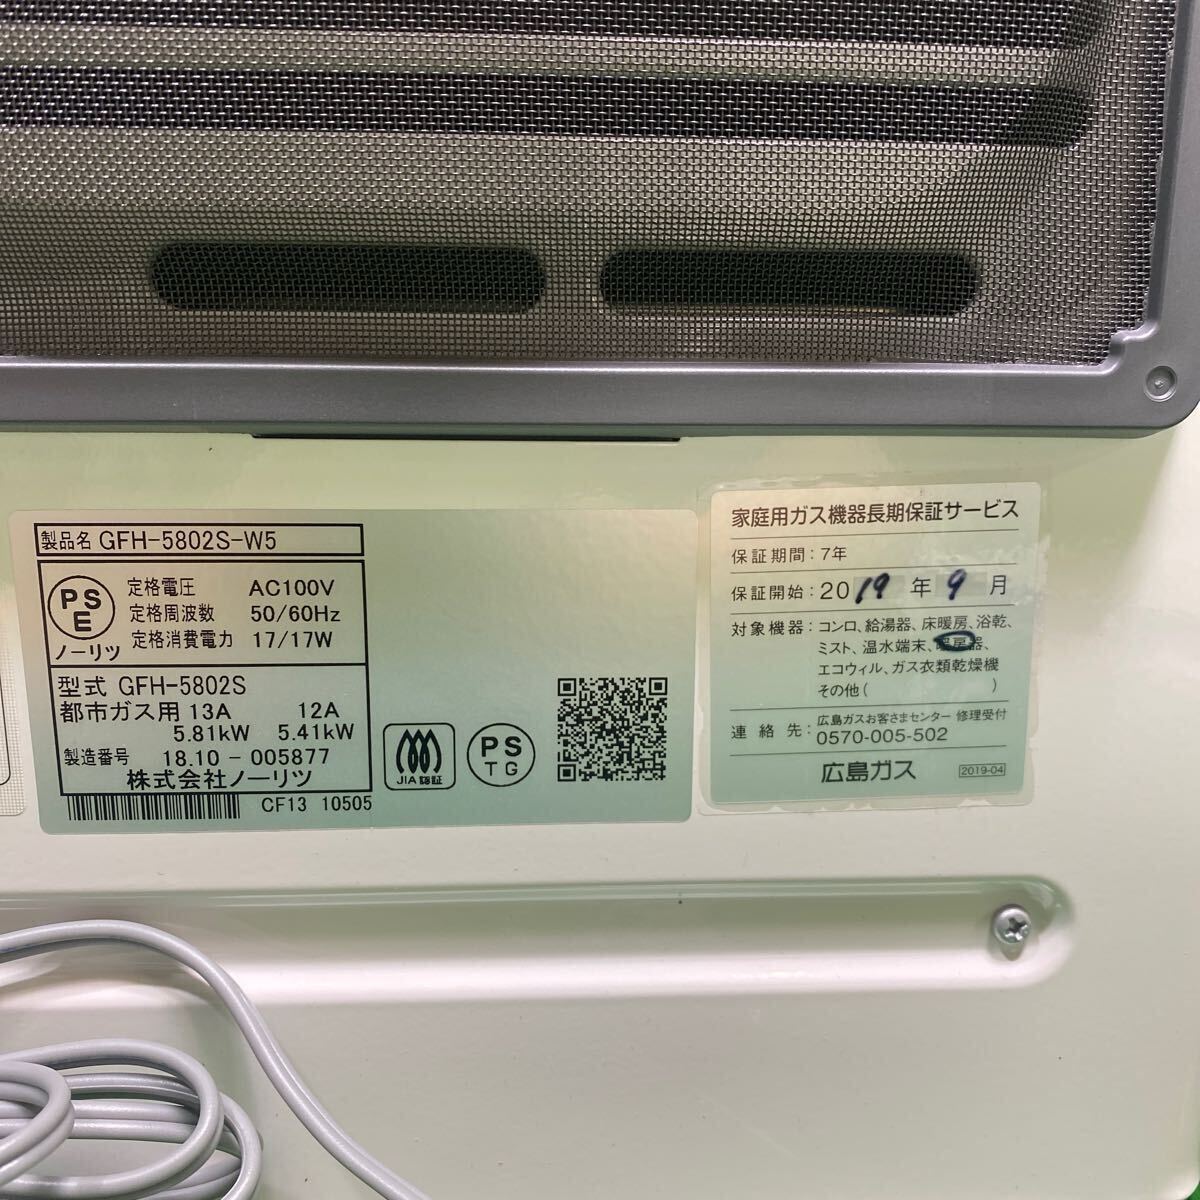 製品名 GFH-5802S-W5
PS
E
ノーリツ
定格電圧 AC100V
定格周波数 50/60Hz
定格消費電力 17/17W
型式 GFH-5802S
都市ガス用 13A 12A
5.81kW 5.41kW
製造番号 18.10 - 005877
株式会社ノーリツ
CF13 10505
JIA認証
PS
TG
家庭用ガス機器長期保証サービス
保証期間：7年
保証開始：2019年9月
対象機器：コンロ、給湯器、床暖房、浴乾、
ミスト、温水端末、暖房器、
エコウィル、ガス衣類乾燥機
その他（ ）
連絡先：広島ガスお客さまセンター 修理受付
0570-005-502
広島ガス 2019-04